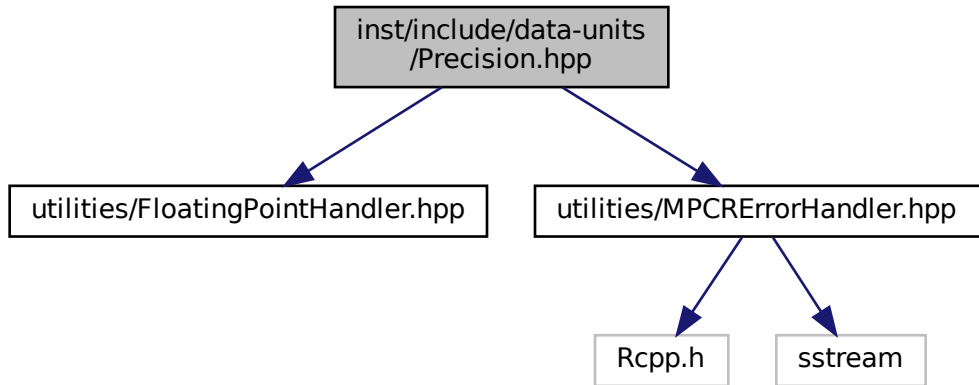 inst/include/data-units
/Precision.hpp
utilities/FloatingPointHandler.hpp
utilities/MPCRErrorHandler.hpp
Rcpp.h
sstream